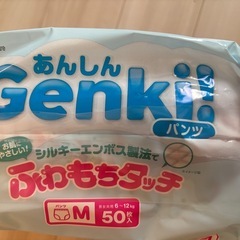 あんしん
Genki!!
パンツ
お肌に
やさしい!
シルキーエンボス製法で
ふわもちタッチ
パンツ
M
6~12kg
50枚入